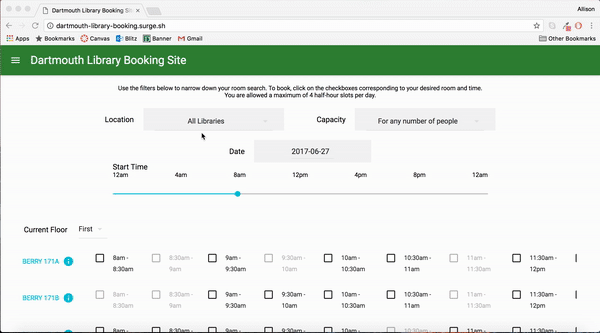 Allison
Dartmouth Library Booking Si
dartmouth-library-booking.surge.sh
Apps Bookmarks Canvas Blitz Banner Gmail Other Bookmarks
Dartmouth Library Booking Site
Use the filters below to narrow down your room search. To book, click on the checkboxes corresponding to your desired room and time.
You are allowed a maximum of 4 half-hour slots per day.
Location All Libraries Capacity For any number of people
Date 2017-06-27
Start Time
12am 4am 8am 12pm 4pm 8pm 12am
Current Floor First
BERRY 171A 8am - 8:30am 8:30am - 9am 9am - 9:30am 9:30am - 10am 10am - 10:30am 10:30am - 11am 11am - 11:30am 11:30am - 12pm
BERRY 171B 8am - 8:30am 8:30am - 9am 9am - 9:30am 9:30am - 10am 10am - 10:30am 10:30am - 11am 11am - 11:30am 11:30am - 12pm